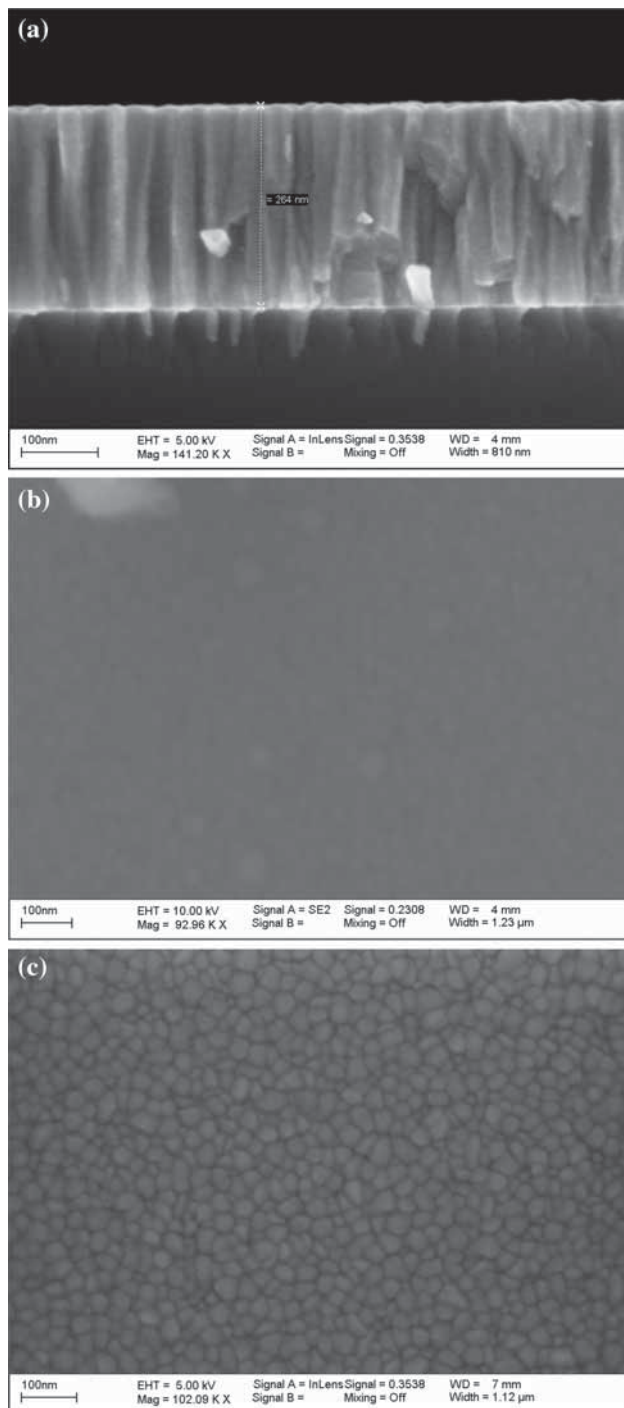 (a)
= 264 nm
100nm EHT = 5.00 kV Signal A = InLens Signal = 0.3538 WD = 4 mm
Mag = 141.20 K X Signal B = Mixing = Off Width = 810 nm
(b)
100nm EHT = 10.00 kV Signal A = SE2 Signal = 0.2308 WD = 4 mm
Mag = 92.96 K X Signal B = Mixing = Off Width = 1.23 µm
(c)
100nm EHT = 5.00 kV Signal A = InLens Signal = 0.3538 WD = 7 mm
Mag = 102.09 K X Signal B = Mixing = Off Width = 1.12 µm